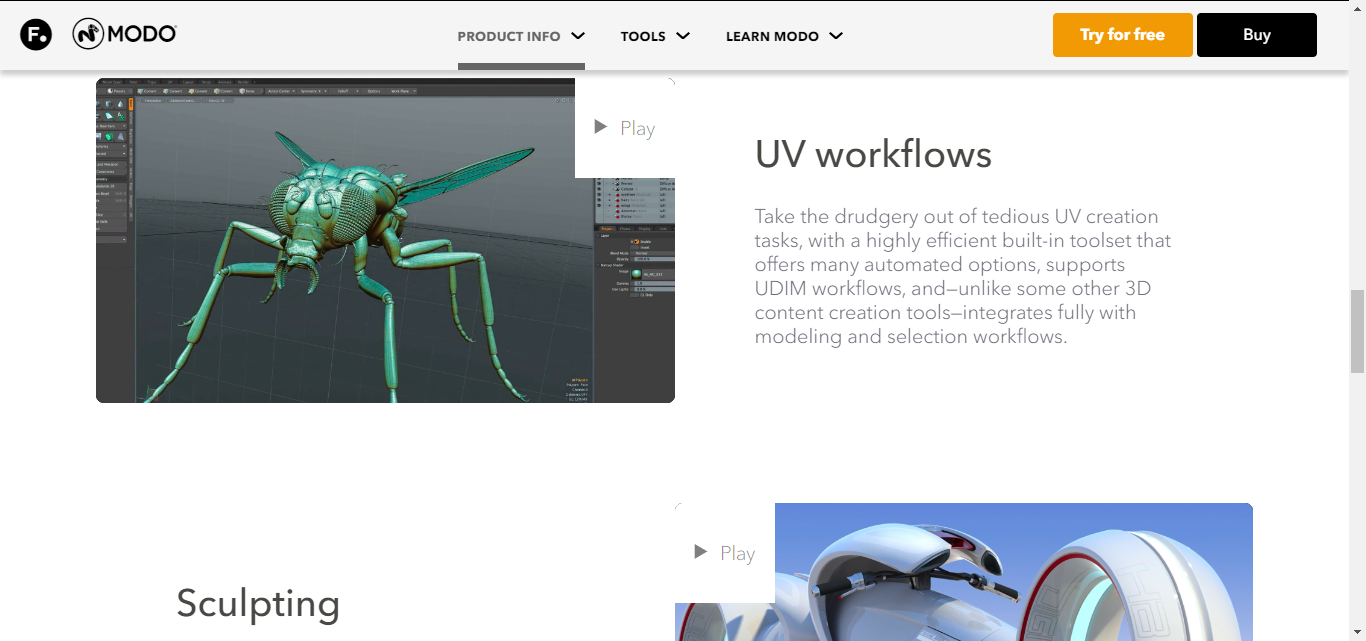 F.
MODO
PRODUCT INFO
TOOLS
LEARN MODO
Try for free
Buy
Play
UV workflows
Take the drudgery out of tedious UV creation
tasks, with a highly efficient built-in toolset that
offers many automated options, supports
UDIM workflows, and—unlike some other 3D
content creation tools—integrates fully with
modeling and selection workflows.
Play
Sculpting